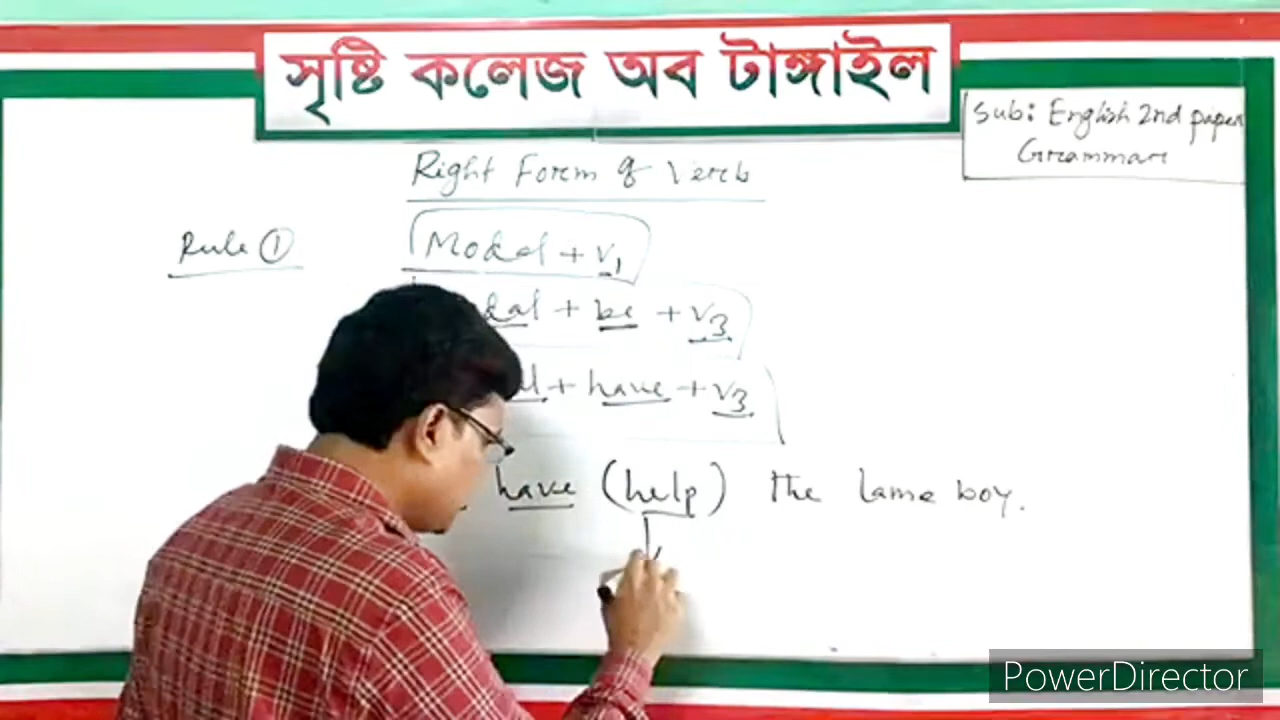 সৃষ্টি কলেজ অব টাঙ্গাইল
Sub: English 2nd paper
Grammar
Right Form of Verb
Rule ①
Modal + V₁
dal + be + V₃
+ have + V₃
have (help) the lame boy.
PowerDirector